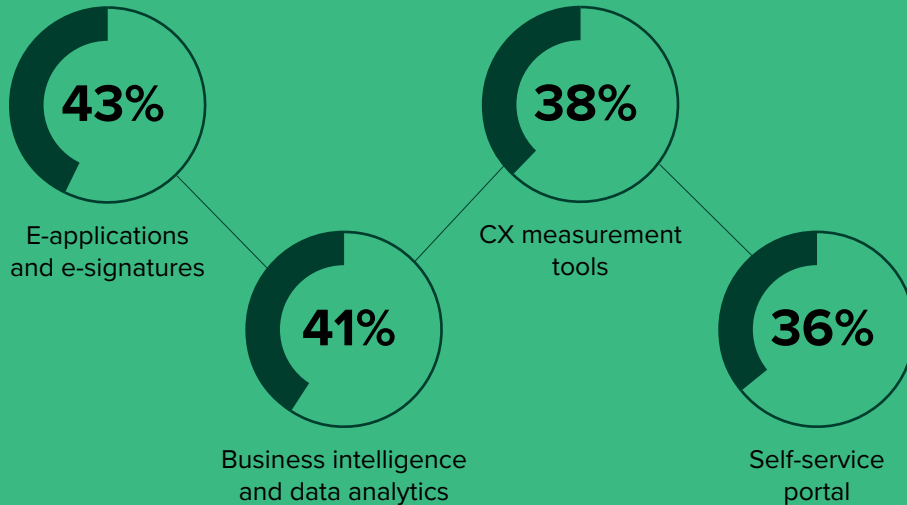 43%
E-applications
and e-signatures
41%
Business intelligence
and data analytics
38%
CX measurement
tools
36%
Self-service
portal